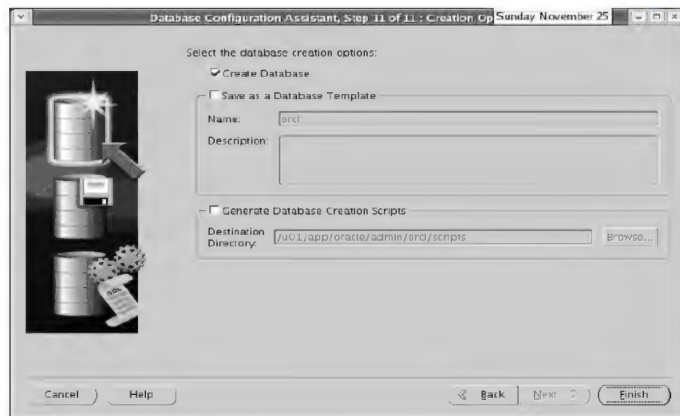 Database Configuration Assistant, Step 11 of 11 : Creation Op
Sunday November 25
Select the database creation options:
Create Database
Save as a Database Template
Name: orcl
Description:
Generate Database Creation Scripts
Destination Directory: /u01/app/oracle/admin/orcl/scripts Browse...
SQL
Cancel Help Back Next Finish